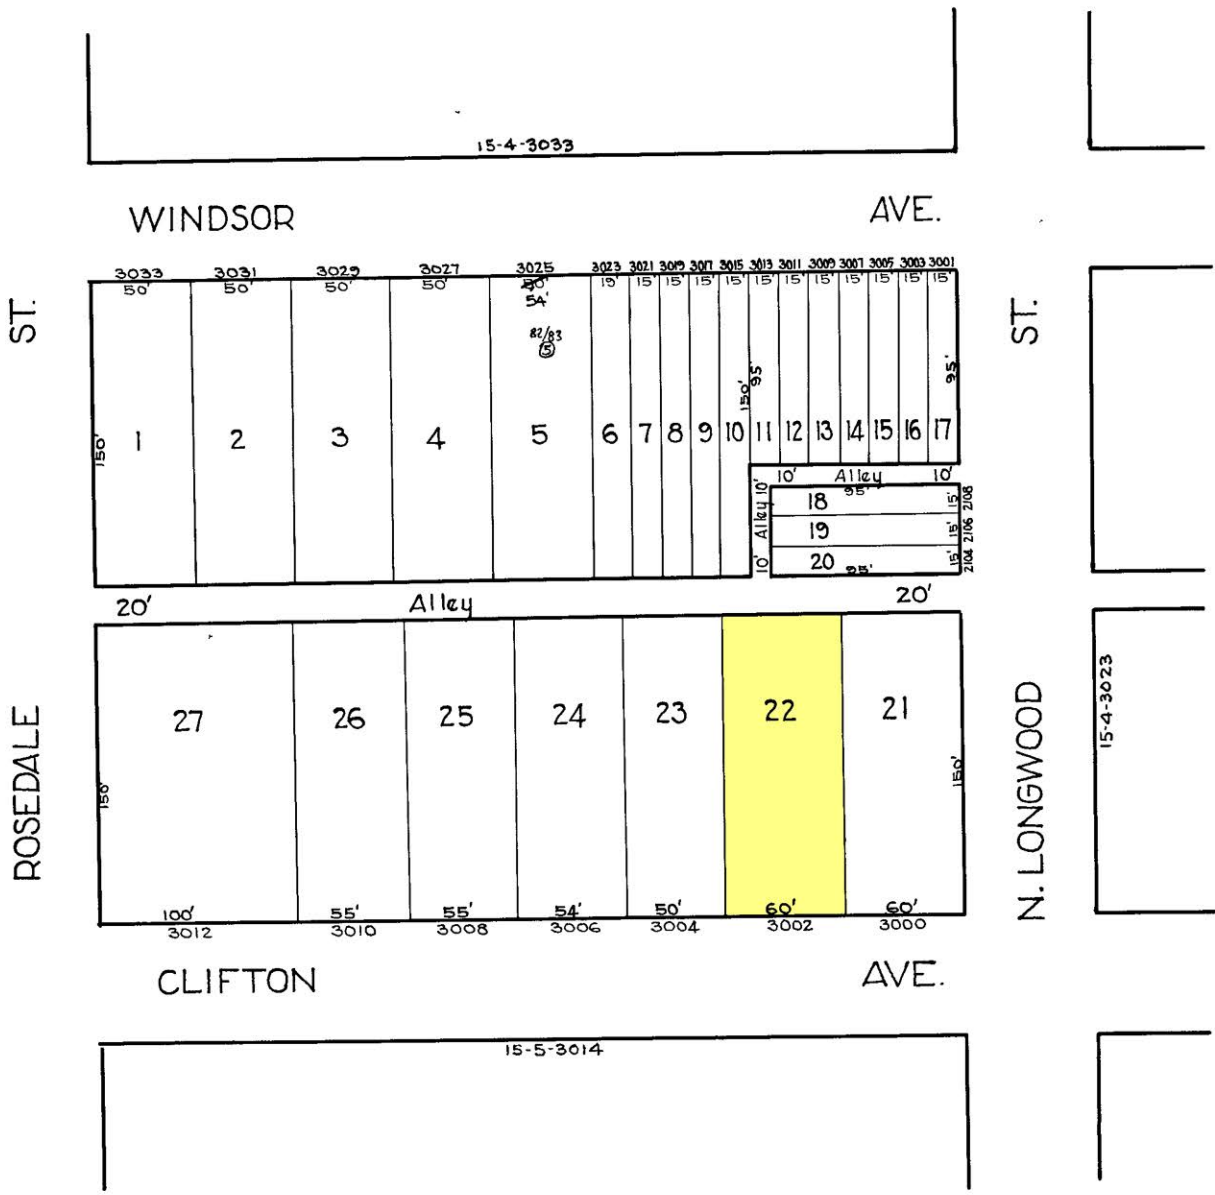 15-4-3033
WINDSOR AVE.
3033 3031 3029 3027 3025 3023 3021 3019 3017 3015 3013 3011 3009 3007 3005 3003 3001
50' 50' 50' 50' 50' 19' 15' 15' 15' 15' 15' 15' 15' 15' 15' 15' 15'
54'
82/83
5
ST.
ST.
150'
150'
95'
95'
1 2 3 4 5 6 7 8 9 10 11 12 13 14 15 16 17
10' Alley 10'
10'
Alley
10'
95'
18 15' 2108
19 15' 2106
20 15' 2104
95'
20' Alley 20'
27 26 25 24 23 22 21
ROSEDALE
150'
150'
N. LONGWOOD
15-4-3023
100' 55' 55' 54' 50' 60' 60'
3012 3010 3008 3006 3004 3002 3000
CLIFTON AVE.
15-5-3014